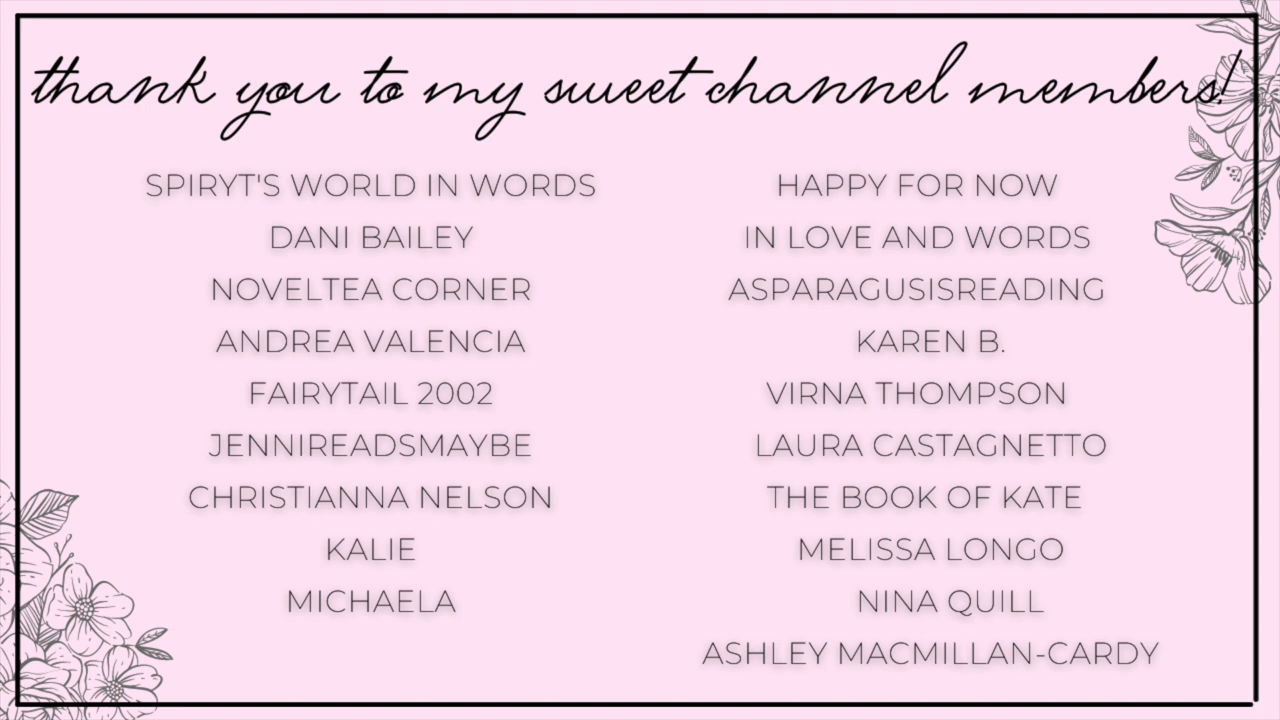 thank you to my sweet channel members!
SPIRYT'S WORLD IN WORDS
DANI BAILEY
NOVELTEA CORNER
ANDREA VALENCIA
FAIRYTAIL 2002
JENNIREADSMAYBE
CHRISTIANNA NELSON
KALIE
MICHAELA
HAPPY FOR NOW
IN LOVE AND WORDS
ASPARAGUSISREADING
KAREN B.
VIRNA THOMPSON
LAURA CASTAGNETTO
THE BOOK OF KATE
MELISSA LONGO
NINA QUILL
ASHLEY MACMILLAN-CARDY